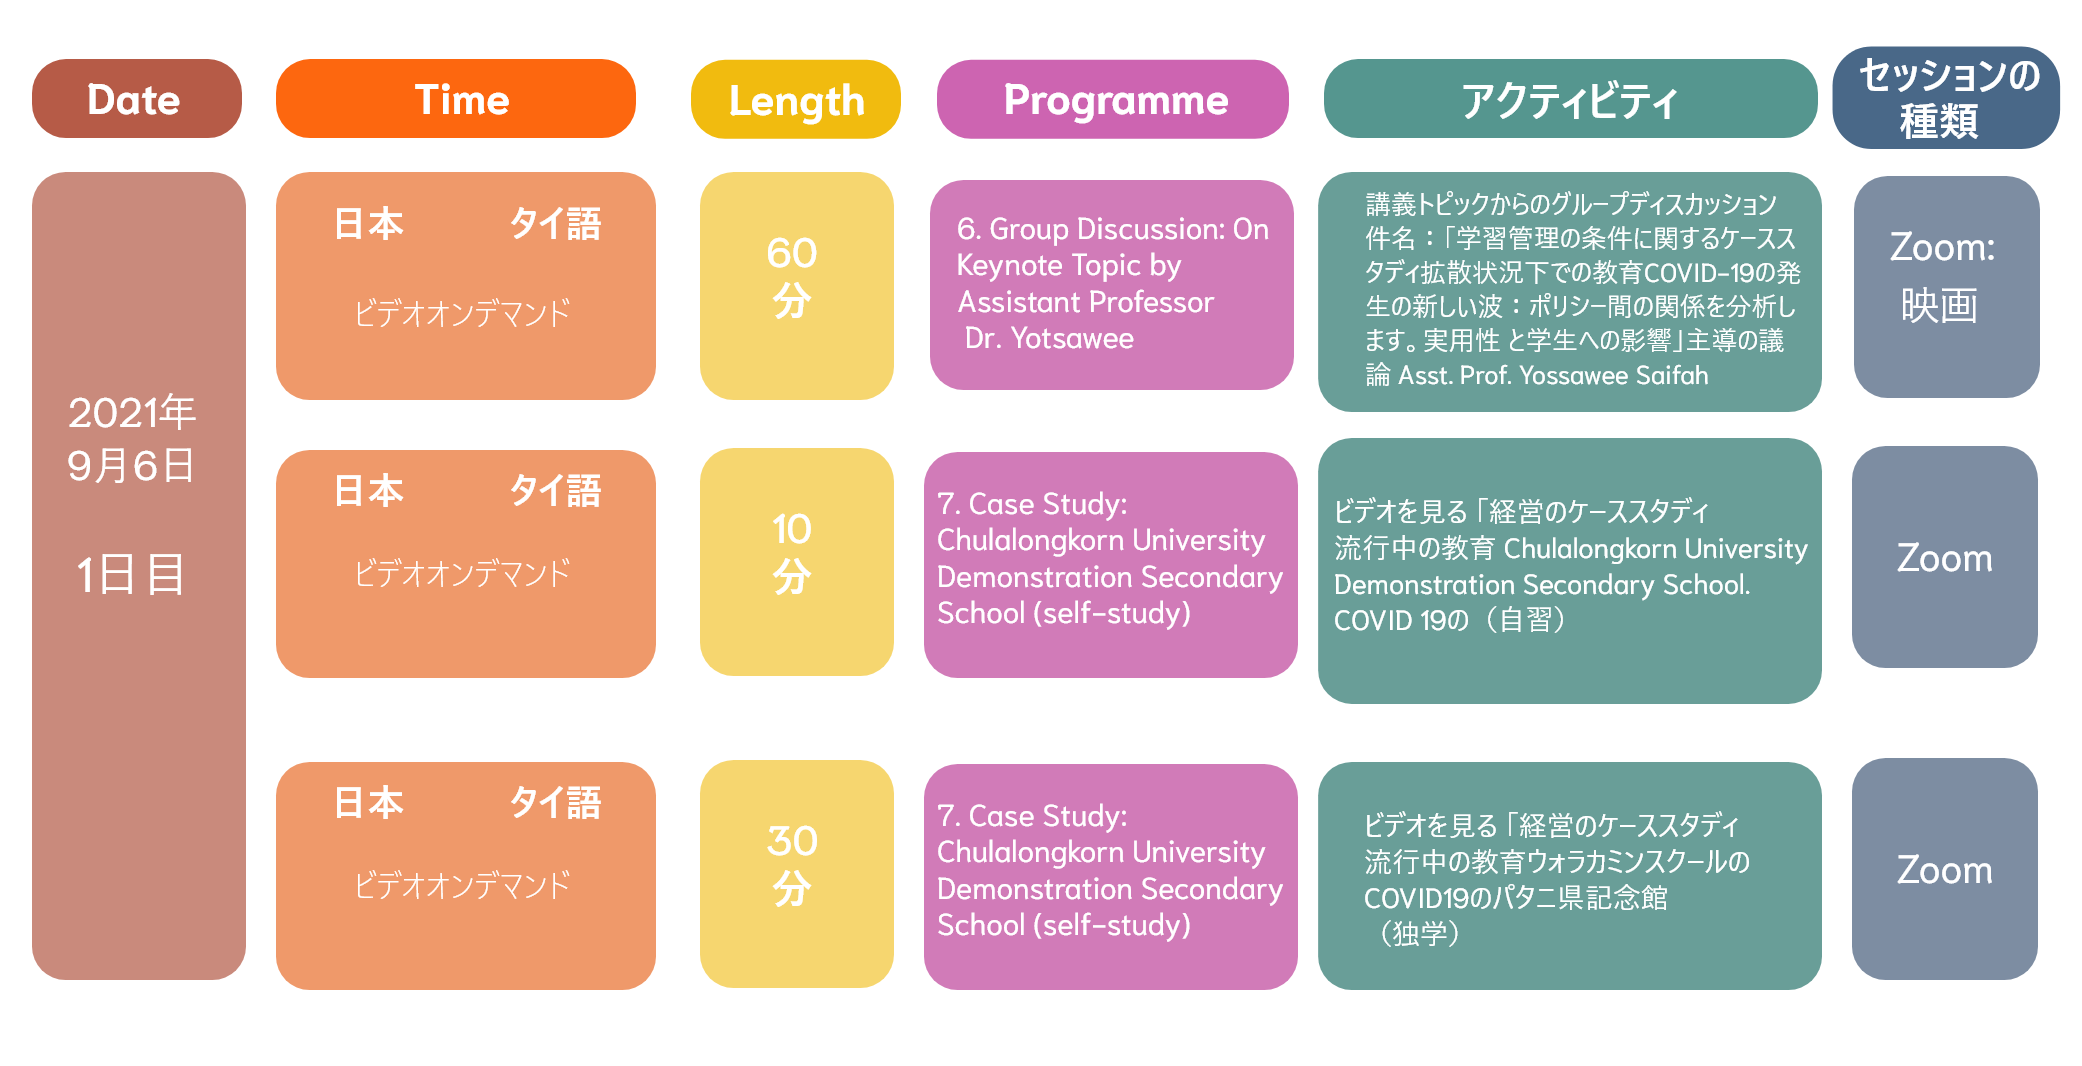 Date
Time
Length
Programme
アクティビティ
セッションの
種類
2021年
9月6日
1日目
日本 タイ語
ビデオオンデマンド
60
分
6. Group Discussion: On
Keynote Topic by
Assistant Professor
Dr. Yotsawee
講義トピックからのグループディスカッション
件名：「学習管理の条件に関するケースス
タディ拡散状況下での教育COVID-19の発
生の新しい波：ポリシー間の関係を分析し
ます。実用性 と学生への影響」主導の議
論 Asst. Prof. Yossawee Saifah
Zoom:
映画
日本 タイ語
ビデオオンデマンド
10
分
7. Case Study:
Chulalongkorn University
Demonstration Secondary
School (self-study)
ビデオを見る「経営のケーススタディ
流行中の教育 Chulalongkorn University
Demonstration Secondary School.
COVID 19の（自習）
Zoom
日本 タイ語
ビデオオンデマンド
30
分
7. Case Study:
Chulalongkorn University
Demonstration Secondary
School (self-study)
ビデオを見る「経営のケーススタディ
流行中の教育ウォラカミンスクールの
COVID19のパタニ県記念館
（独学）
Zoom